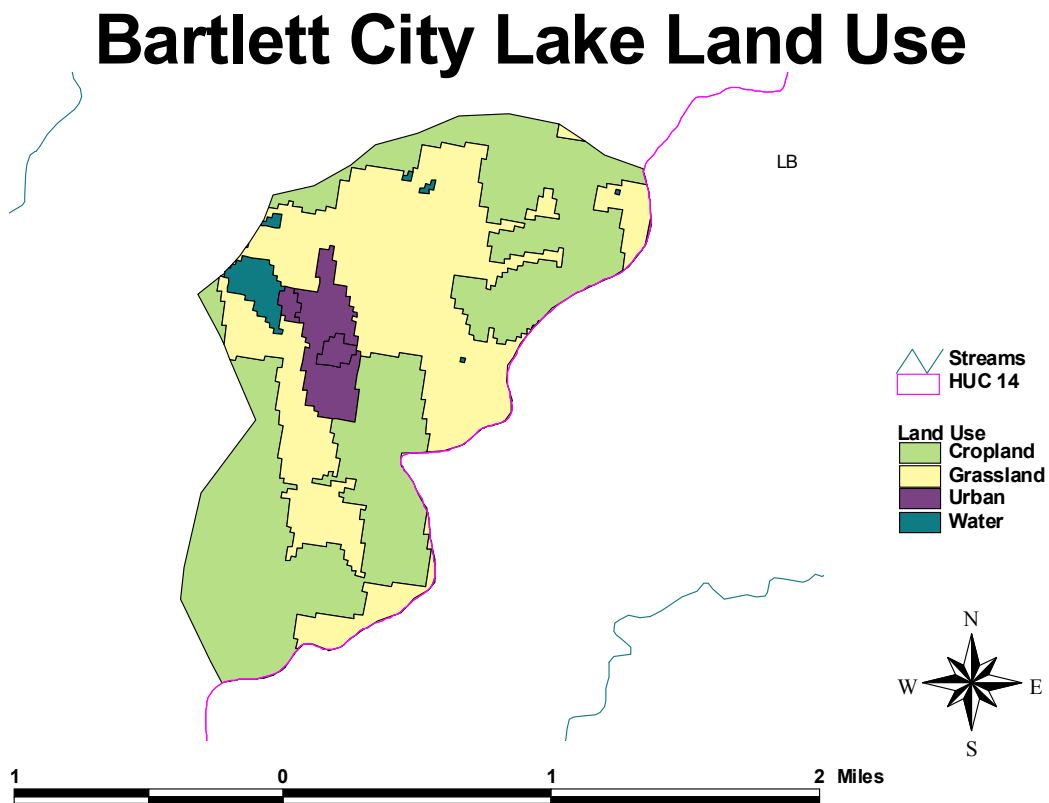 Bartlett City Lake Land Use
LB
Streams
HUC 14
Land Use
Cropland
Grassland
Urban
Water
N
W E
S
1 0 1 2 Miles